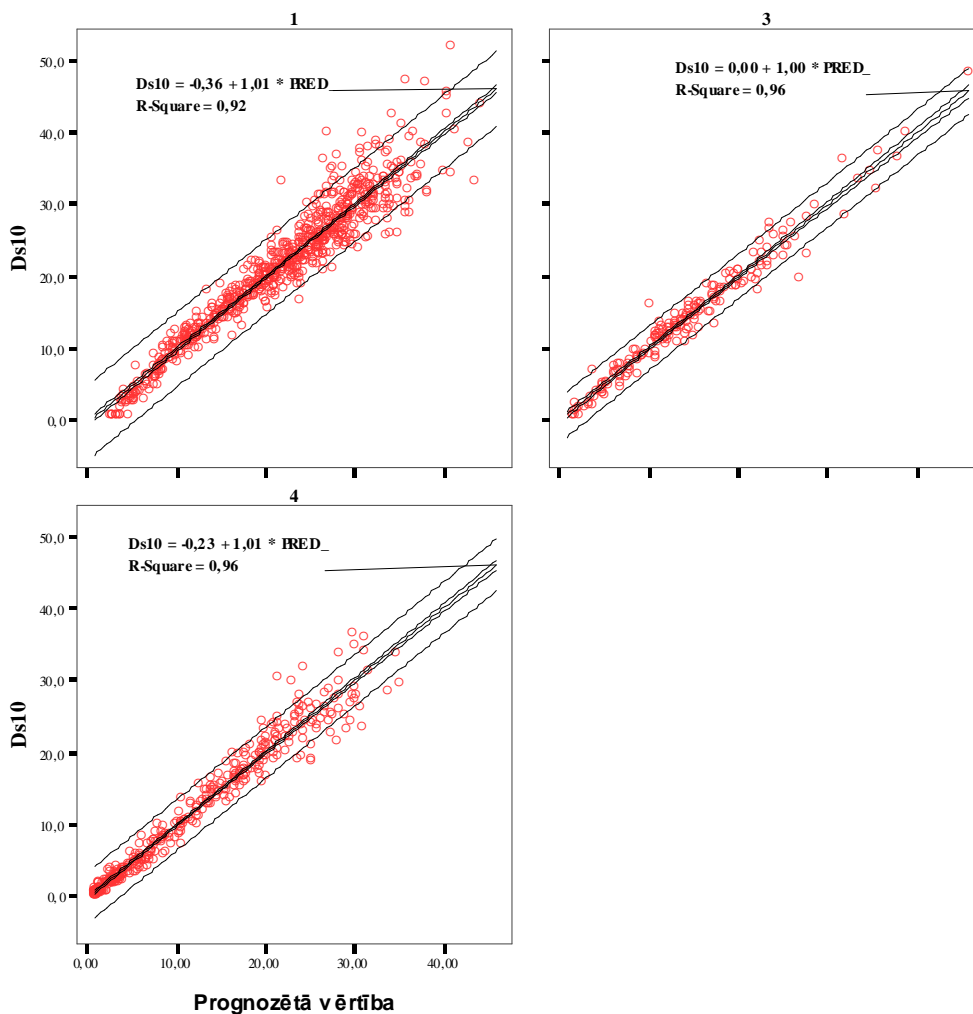 1
3
Ds10 = -0,36 + 1,01 * PRED_
R-Square = 0,92
Ds10 = 0,00 + 1,00 * PRED_
R-Square = 0,96
50,0
40,0
30,0
20,0
10,0
0,0
Ds10
4
Ds10 = -0,23 + 1,01 * PRED_
R-Square = 0,96
50,0
40,0
30,0
20,0
10,0
0,0
Ds10
0,00 10,00 20,00 30,00 40,00
Prognozētā vērtība